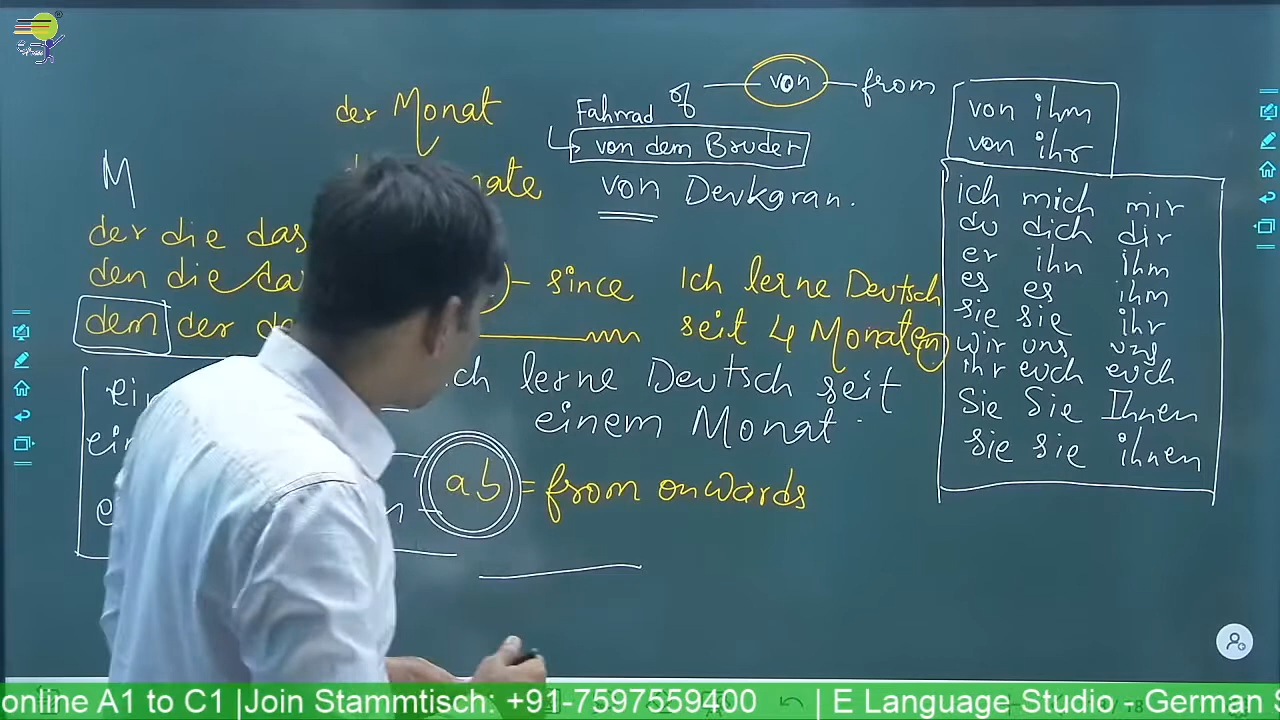 der Monat
M
of — von — from
Fahrrad
von dem Bruder
von Devkaran.
von ihm
von ihr
der die das
den die
dem der
— since
Ich lerne Deutsch
seit 4 Monaten
lerne Deutsch seit
einem Monat
ab = from onwards
ich mich mir
du dich dir
er ihn ihm
es es ihm
sie sie ihr
wir uns uns
ihr euch euch
Sie Sie Ihnen
sie sie ihnen
online A1 to C1 |Join Stammtisch: +91-7597559400 | E Language Studio - German S